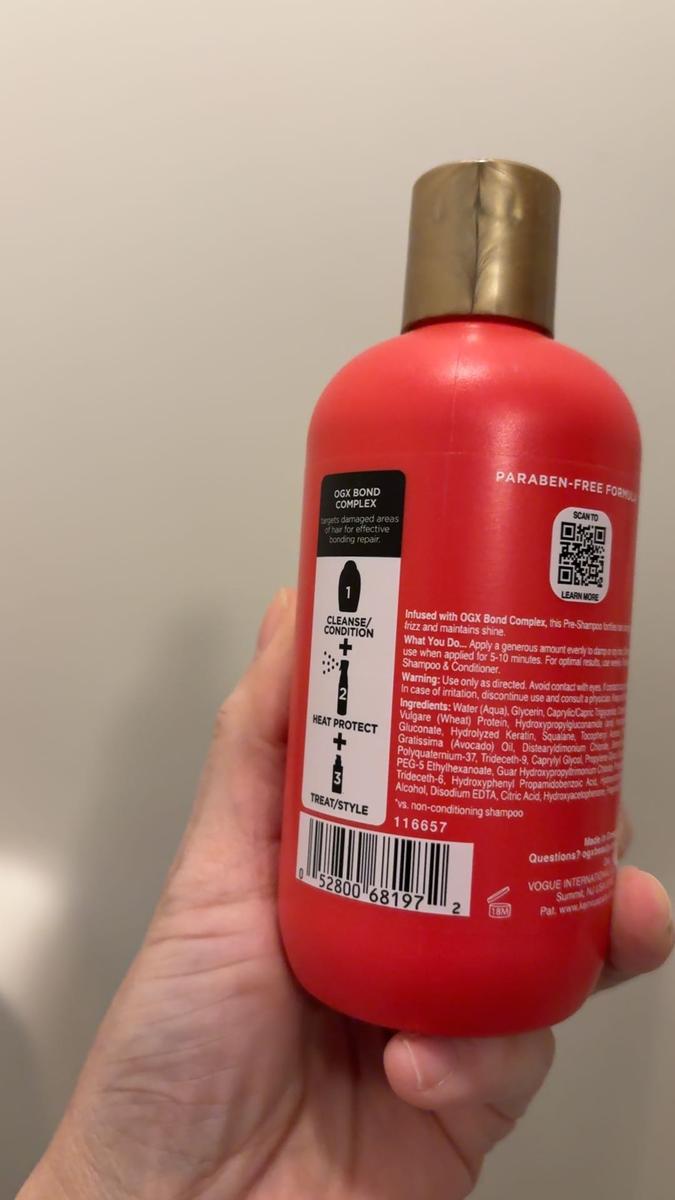 OGX BOND
COMPLEX
targets damaged areas
of hair for effective
bonding repair.
1
CLEANSE/
CONDITION
+
2
HEAT PROTECT
+
3
TREAT/STYLE
0 52800 68197 2
PARABEN-FREE FORMULA
SCAN TO
LEARN MORE
Infused with OGX Bond Complex, this Pre-Shampoo fortifies
frizz and maintains shine.
What You Do... Apply a generous amount evenly to damp
use when applied for 5-10 minutes. For optimal results, use
Shampoo & Conditioner.
Warning: Use only as directed. Avoid contact with eyes. If
In case of irritation, discontinue use and consult a physician.
Ingredients: Water (Aqua), Glycerin, Caprylic/Capric
Vulgare (Wheat) Protein, Hydroxypropylgluconamide
Gluconate, Hydrolyzed Keratin, Squalane,
Gratissima (Avocado) Oil, Distearyldimonium Chloride,
Polyquaternium-37, Trideceth-9, Caprylyl Glycol,
PEG-5 Ethylhexanoate, Guar Hydroxypropyltrimonium
Trideceth-6, Hydroxyphenyl Propamidobenzoic Acid,
Alcohol, Disodium EDTA, Citric Acid,
*vs. non-conditioning shampoo
116657
Made in
Questions?
VOGUE INTERNATIONAL
Summit, NJ USA
Pat.
18M